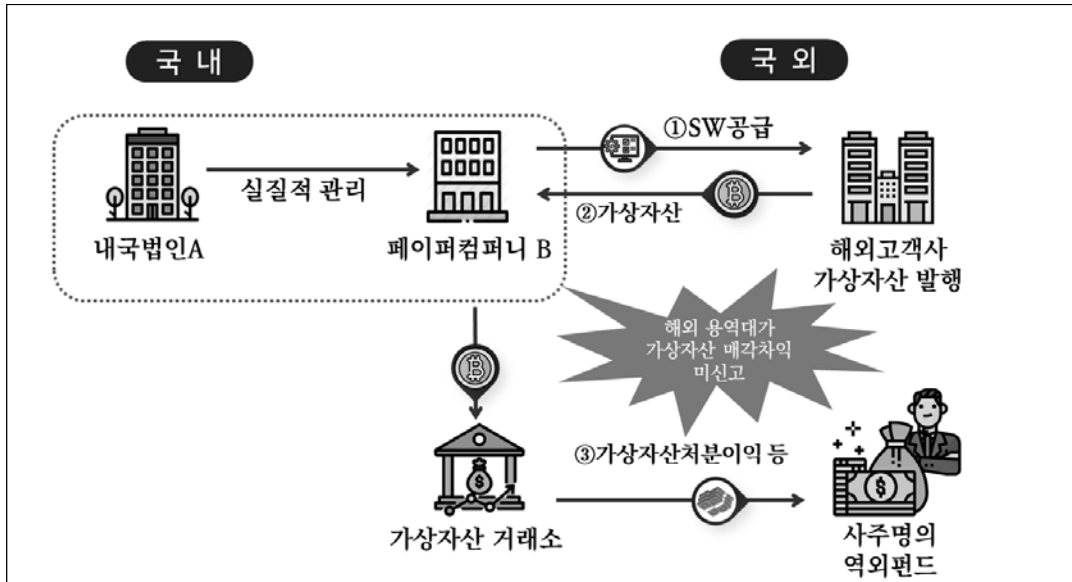 국 내
국 외
①SW공급
실질적 관리
②가상자산
내국법인A
페이퍼컴퍼니 B
해외고객사
가상자산 발행
해외 용역대가
가상자산 매각차익
미신고
③가상자산처분이익 등
가상자산 거래소
사주명의
역외펀드